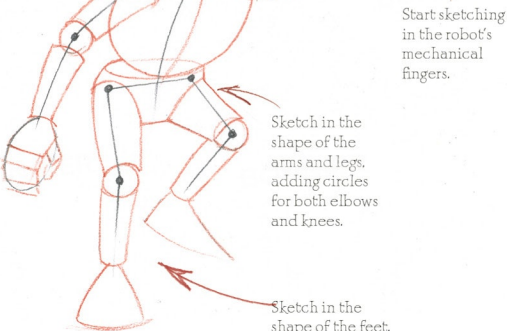 Start sketching
in the robot's
mechanical
fingers.
Sketch in the
shape of the
arms and legs,
adding circles
for both elbows
and knees.
Sketch in the
shape of the feet.